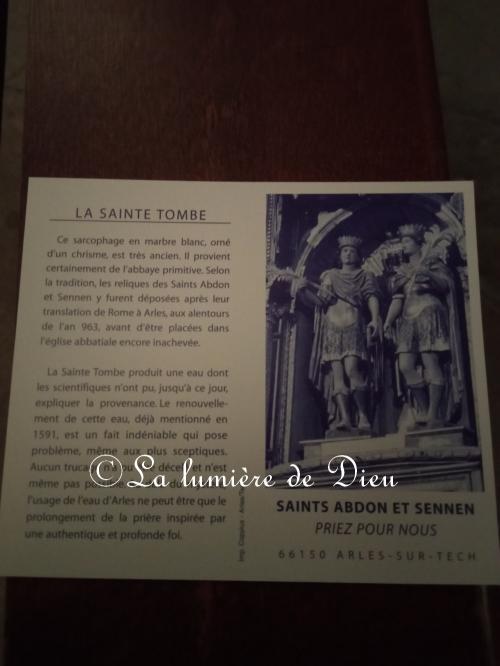 LA SAINTE TOMBE
Ce sarcophage en marbre blanc, orné
d'un chrisme, est très ancien. Il provient
certainement de l'abbaye primitive. Selon
la tradition, les reliques des Saints Abdon
et Sennen y furent déposées après leur
translation de Rome à Arles, aux alentours
de l'an 963, avant d'être placées dans
l'église abbatiale encore inachevée.
La Sainte Tombe produit une eau dont
les scientifiques n'ont pu, jusqu'à ce jour,
expliquer la provenance. Le renouvelle-
ment de cette eau, déjà mentionné en
1591, est un fait indéniable qui pose
problème, même aux plus sceptiques.
Aucun et n'est
même pas
l'usage de l'eau d'Arles ne peut être que le
prolongement de la prière inspirée par
une authentique et profonde foi.
© La lumière de Dieu
Imp. Copylux
SAINTS ABDON ET SENNEN
PRIEZ POUR NOUS
66150 ARLES-SUR-TECH